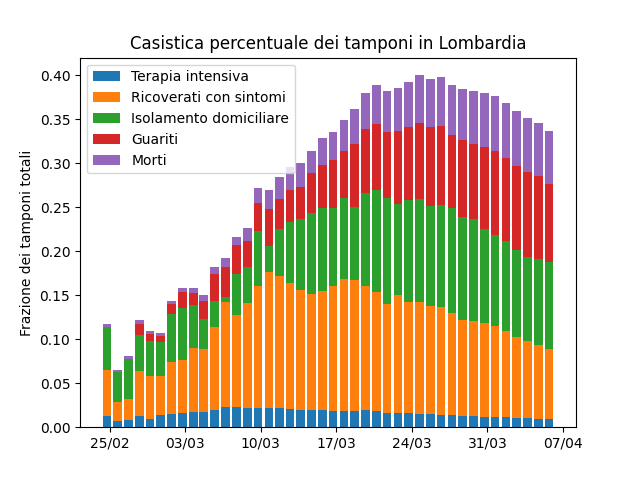 Casistica percentuale dei tamponi in Lombardia
Terapia intensiva
Ricoverati con sintomi
Isolamento domiciliare
Guariti
Morti
Frazione dei tamponi totali
0.40
0.35
0.30
0.25
0.20
0.15
0.10
0.05
0.00
25/02 03/03 10/03 17/03 24/03 31/03 07/04